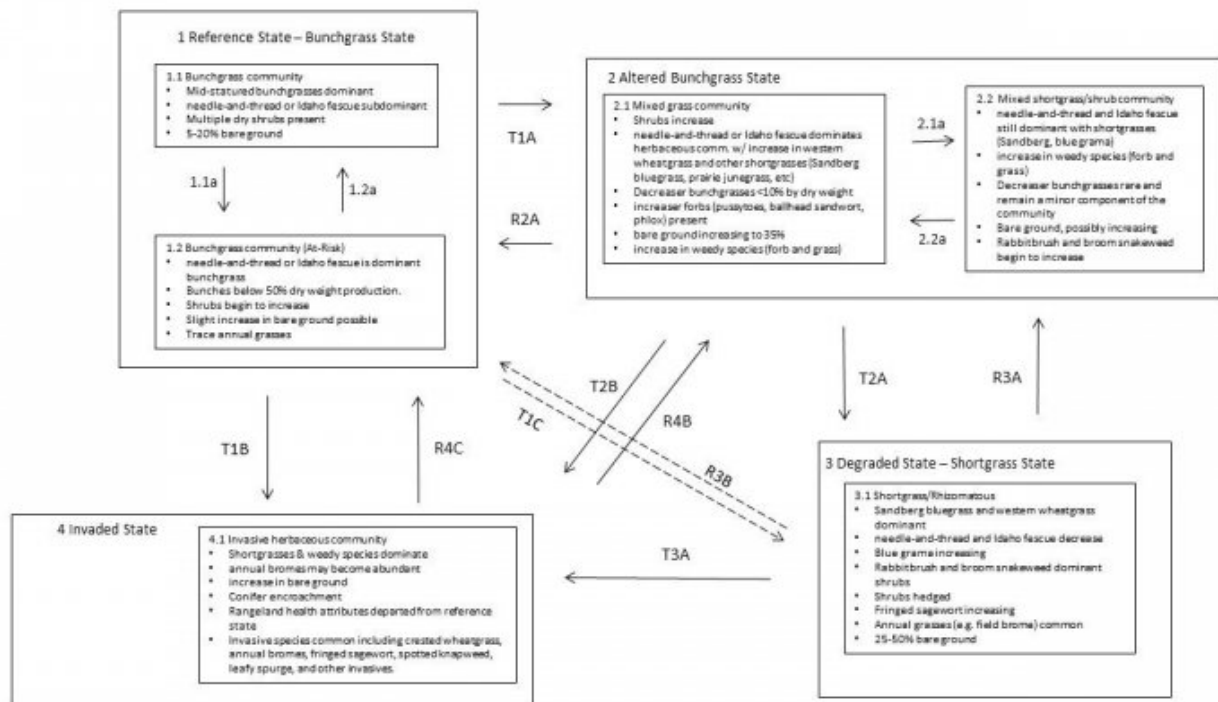 1 Reference State – Bunchgrass State
1.1 Bunchgrass community
• Mid-statured bunchgrasses dominant
• needle-and-thread or Idaho fescue subdominant
• Multiple dry shrubs present
• 5-20% bare ground
1.1a
1.2a
1.2 Bunchgrass community (At-Risk)
• needle-and-thread or Idaho fescue is dominant
bunchgrass
• Bunches below 50% dry weight production.
• Shrubs begin to increase
• Slight increase in bare ground possible
• Trace annual grasses
T1A
R2A
2 Altered Bunchgrass State
2.1 Mixed grass community
• Shrubs increase
• needle-and-thread or Idaho fescue dominates
herbaceous comm. w/ increase in western
wheatgrass and other shortgrasses (Sandberg
bluegrass, prairie junegrass, etc)
• Decreaser bunchgrasses <10% by dry weight
• increaser forbs (pussytoes, ballhead sandwort,
phlox) present
• bare ground increasing to 35%
• increase in weedy species (forb and grass)
2.1a
2.2a
2.2 Mixed shortgrass/shrub community
• needle-and-thread and Idaho fescue
still dominant with shortgrasses
(Sandberg, blue grama)
• increase in weedy species (forb and
grass)
• Decreaser bunchgrasses rare and
remain a minor component of the
community
• Bare ground, possibly increasing
• Rabbitbrush and broom snakeweed
begin to increase
T1B
R4C
T2B
R4B
T1C
R3B
T2A
R3A
T3A
3 Degraded State – Shortgrass State
3.1 Shortgrass/Rhizomatous
• Sandberg bluegrass and western wheatgrass
dominant
• needle-and-thread and Idaho fescue decrease
• Blue grama increasing
• Rabbitbrush and broom snakeweed dominant
shrubs
• Shrubs hedged
• Fringed sagewort increasing
• Annual grasses (e.g. field brome) common
• 25-50% bare ground
4 Invaded State
4.1 Invasive herbaceous community
• Shortgrasses & weedy species dominate
• annual bromes may become abundant
• increase in bare ground
• Conifer encroachment
• Rangeland health attributes departed from reference
state
• Invasive species common including crested wheatgrass,
annual bromes, fringed sagewort, spotted knapweed,
leafy spurge, and other invasives.